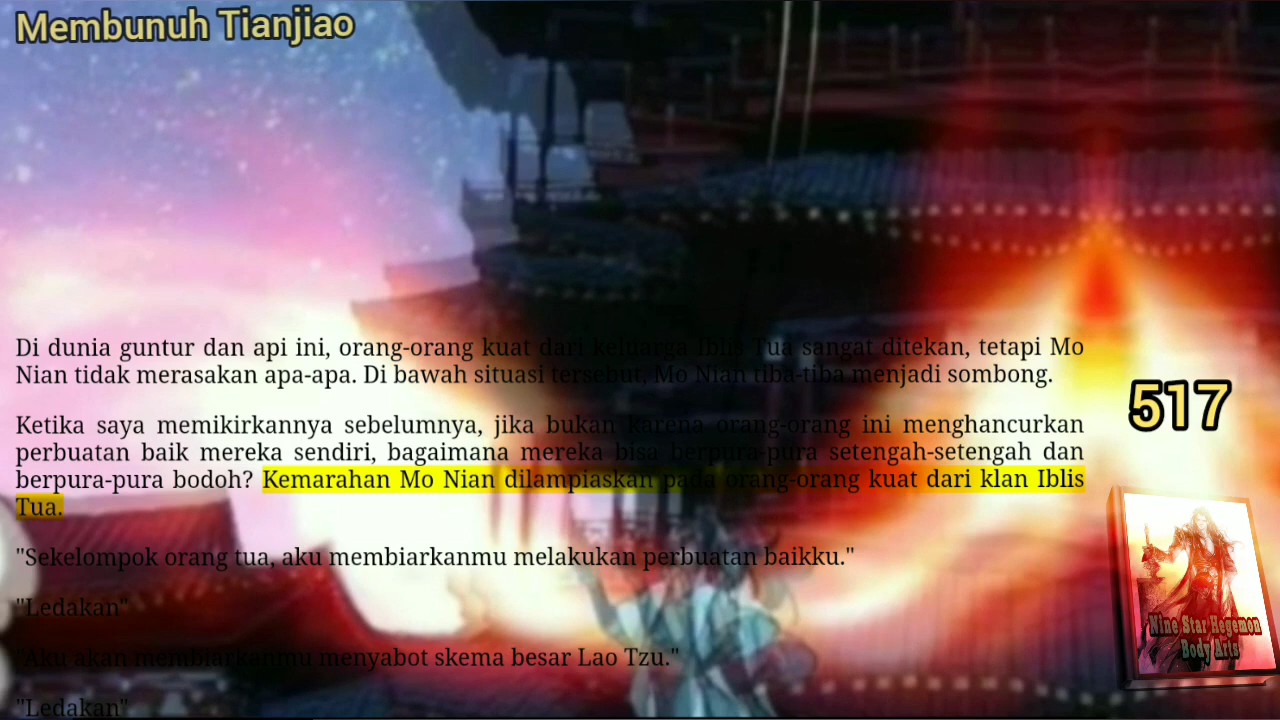 Membunuh Tianjiao
Di dunia guntur dan api ini, orang-orang kuat dari keluarga Iblis Tua sangat ditekan, tetapi Mo
Nian tidak merasakan apa-apa. Di bawah situasi tersebut, Mo Nian tiba-tiba menjadi sombong.
Ketika saya memikirkannya sebelumnya, jika bukan karena orang-orang ini menghancurkan
perbuatan baik mereka sendiri, bagaimana mereka bisa berpura-pura setengah-setengah dan
berpura-pura bodoh? Kemarahan Mo Nian dilampiaskan pada orang-orang kuat dari klan Iblis
Tua.
"Sekelompok orang tua, aku membiarkanmu melakukan perbuatan baikku."
"Ledakan"
"Aku akan membiarkanmu menyabot skema besar Lao Tzu."
"Ledakan"
517
Nine Star Hegemon
Body Arts